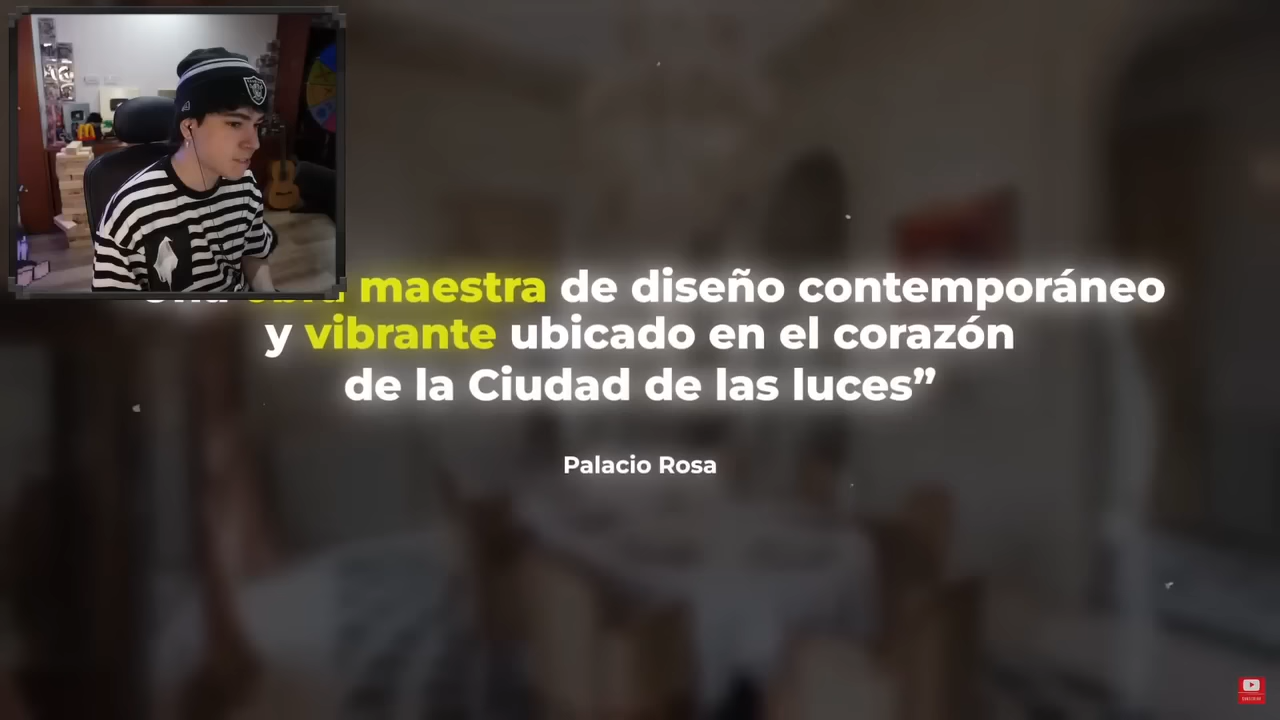 maestra de diseño contemporáneo
y vibrante ubicado en el corazón
de la Ciudad de las luces”
Palacio Rosa